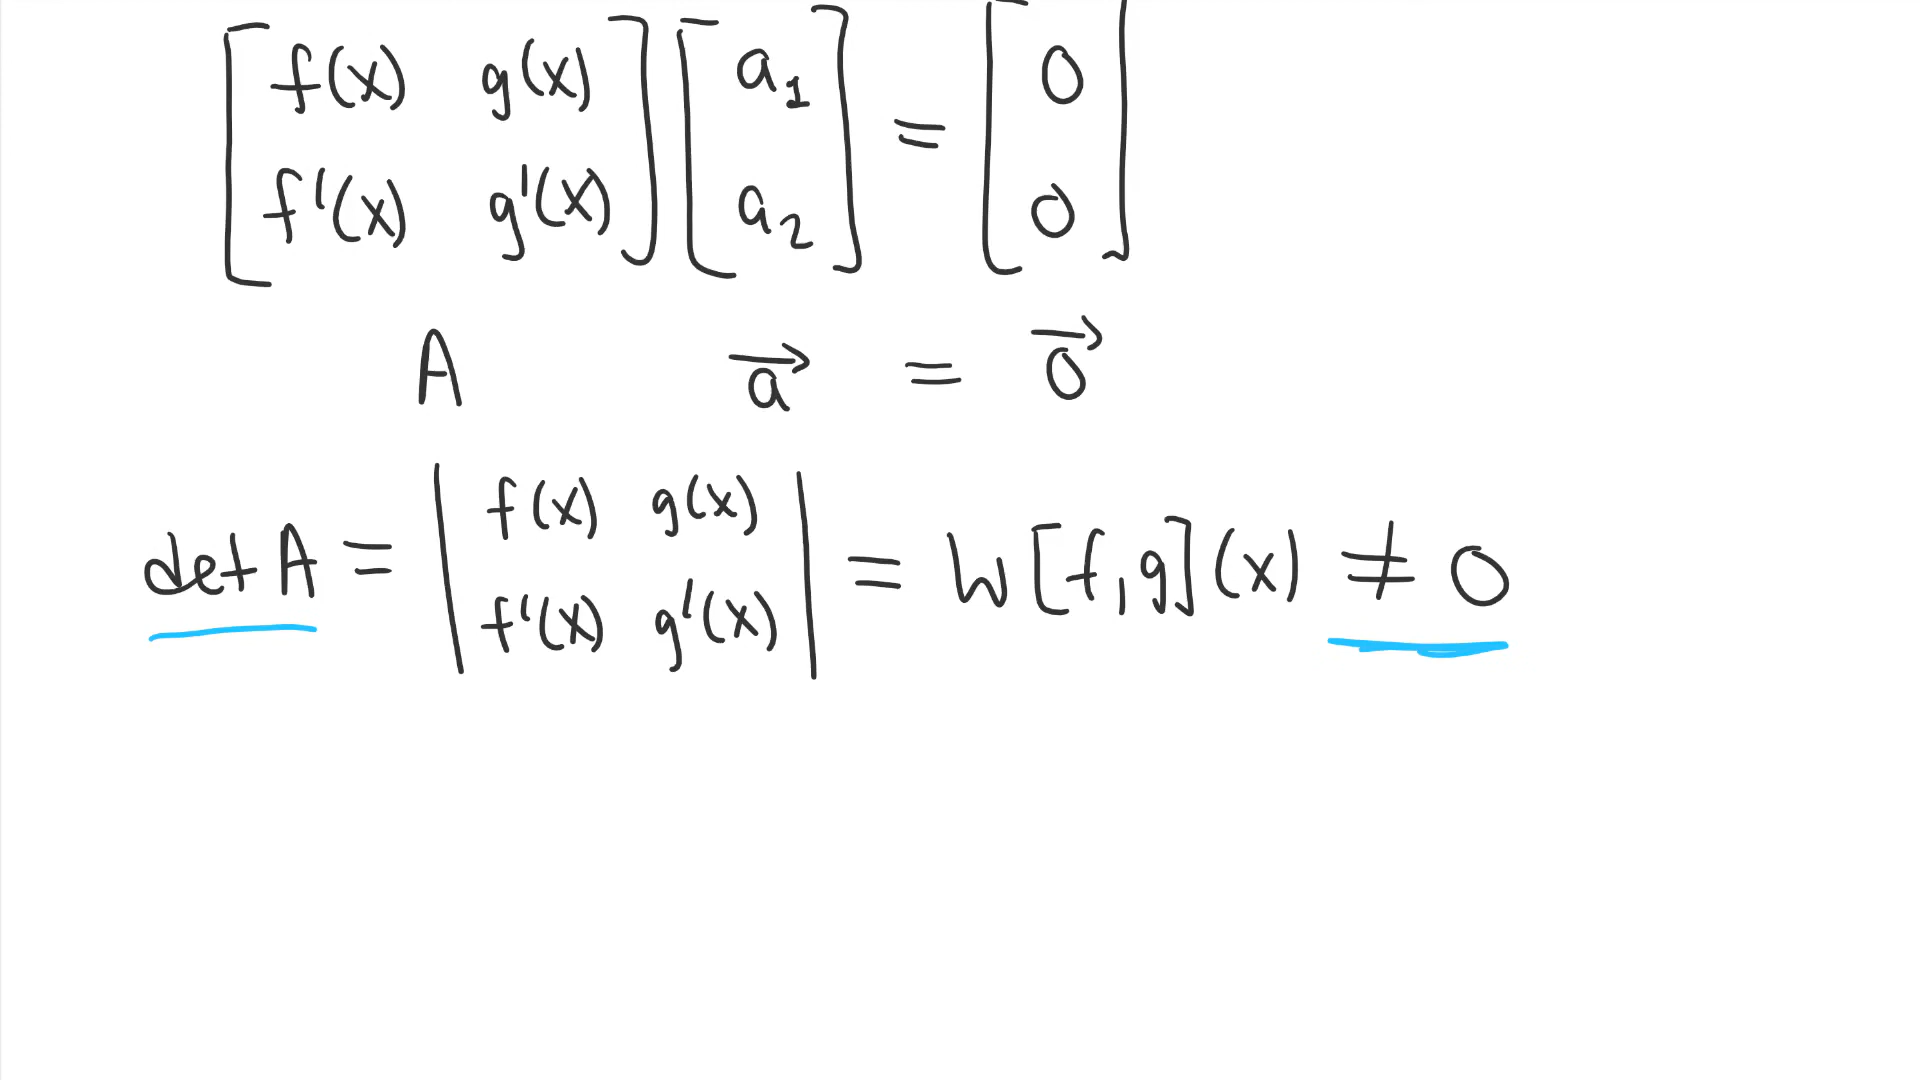 [ f(x) g(x) ] [ a₁ ] = [ 0 ]
[ f'(x) g'(x) ] [ a₂ ] [ 0 ]
A a⃗ = 0⃗
det A = | f(x) g(x) | = W[f,g](x) ≠ 0
| f'(x) g'(x) |